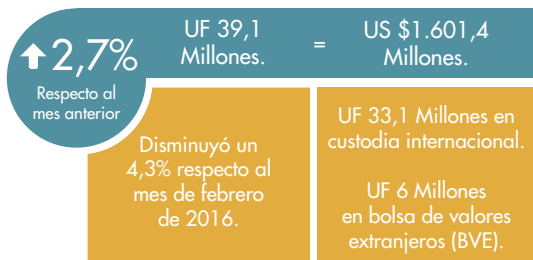 2,7%
Respecto al
mes anterior
UF 39,1
Millones.
=
US $1.601,4
Millones.
Disminuyó un
4,3% respecto al
mes de febrero
de 2016.
UF 33,1 Millones en
custodia internacional.
UF 6 Millones
en bolsa de valores
extranjeros (BVE).